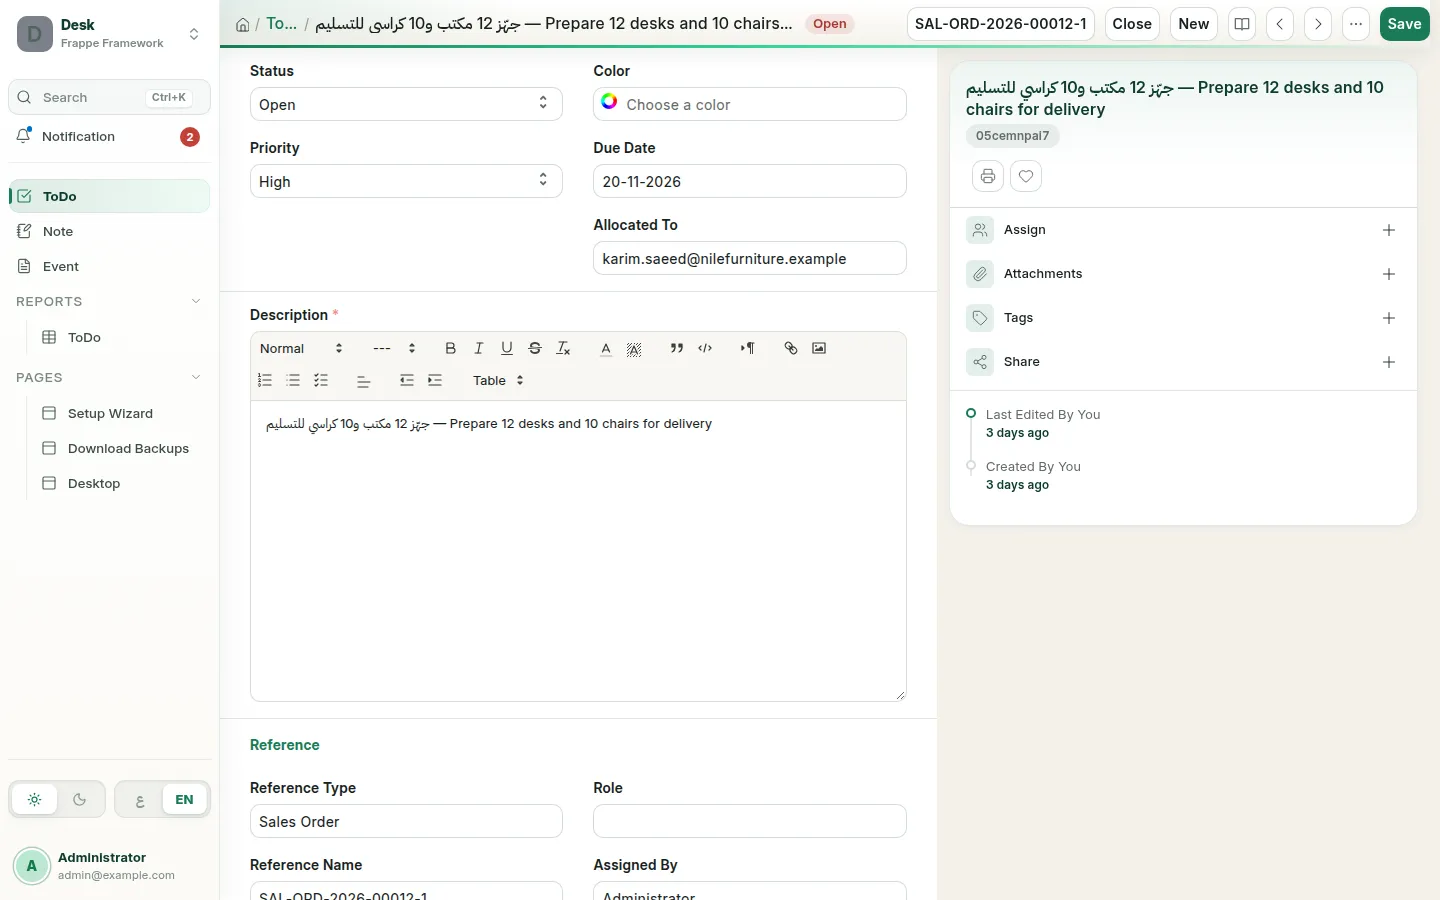 D
Desk
Frappe Framework
Search
Ctrl+K
Notification
2
ToDo
Note
Event
REPORTS
ToDo
PAGES
Setup Wizard
Download Backups
Desktop
ع
EN
A
Administrator
admin@example.com
/ To... / جهّز 12 مكتب و10 كراسي للتسليم — Prepare 12 desks and 10 chairs...
Open
SAL-ORD-2026-00012-1
Close
New
Save
Status
Open
Color
Choose a color
Priority
High
Due Date
20-11-2026
Allocated To
karim.saeed@nilefurniture.example
Description *
Normal
---
Table
جهّز 12 مكتب و10 كراسي للتسليم — Prepare 12 desks and 10 chairs for delivery
Reference
Reference Type
Sales Order
Role
Reference Name
SAL-ORD-2026-00012-1
Assigned By
Administrator
جهّز 12 مكتب و10 كراسي للتسليم — Prepare 12 desks and 10
chairs for delivery
05cemnpal7
Assign
Attachments
Tags
Share
Last Edited By You
3 days ago
Created By You
3 days ago